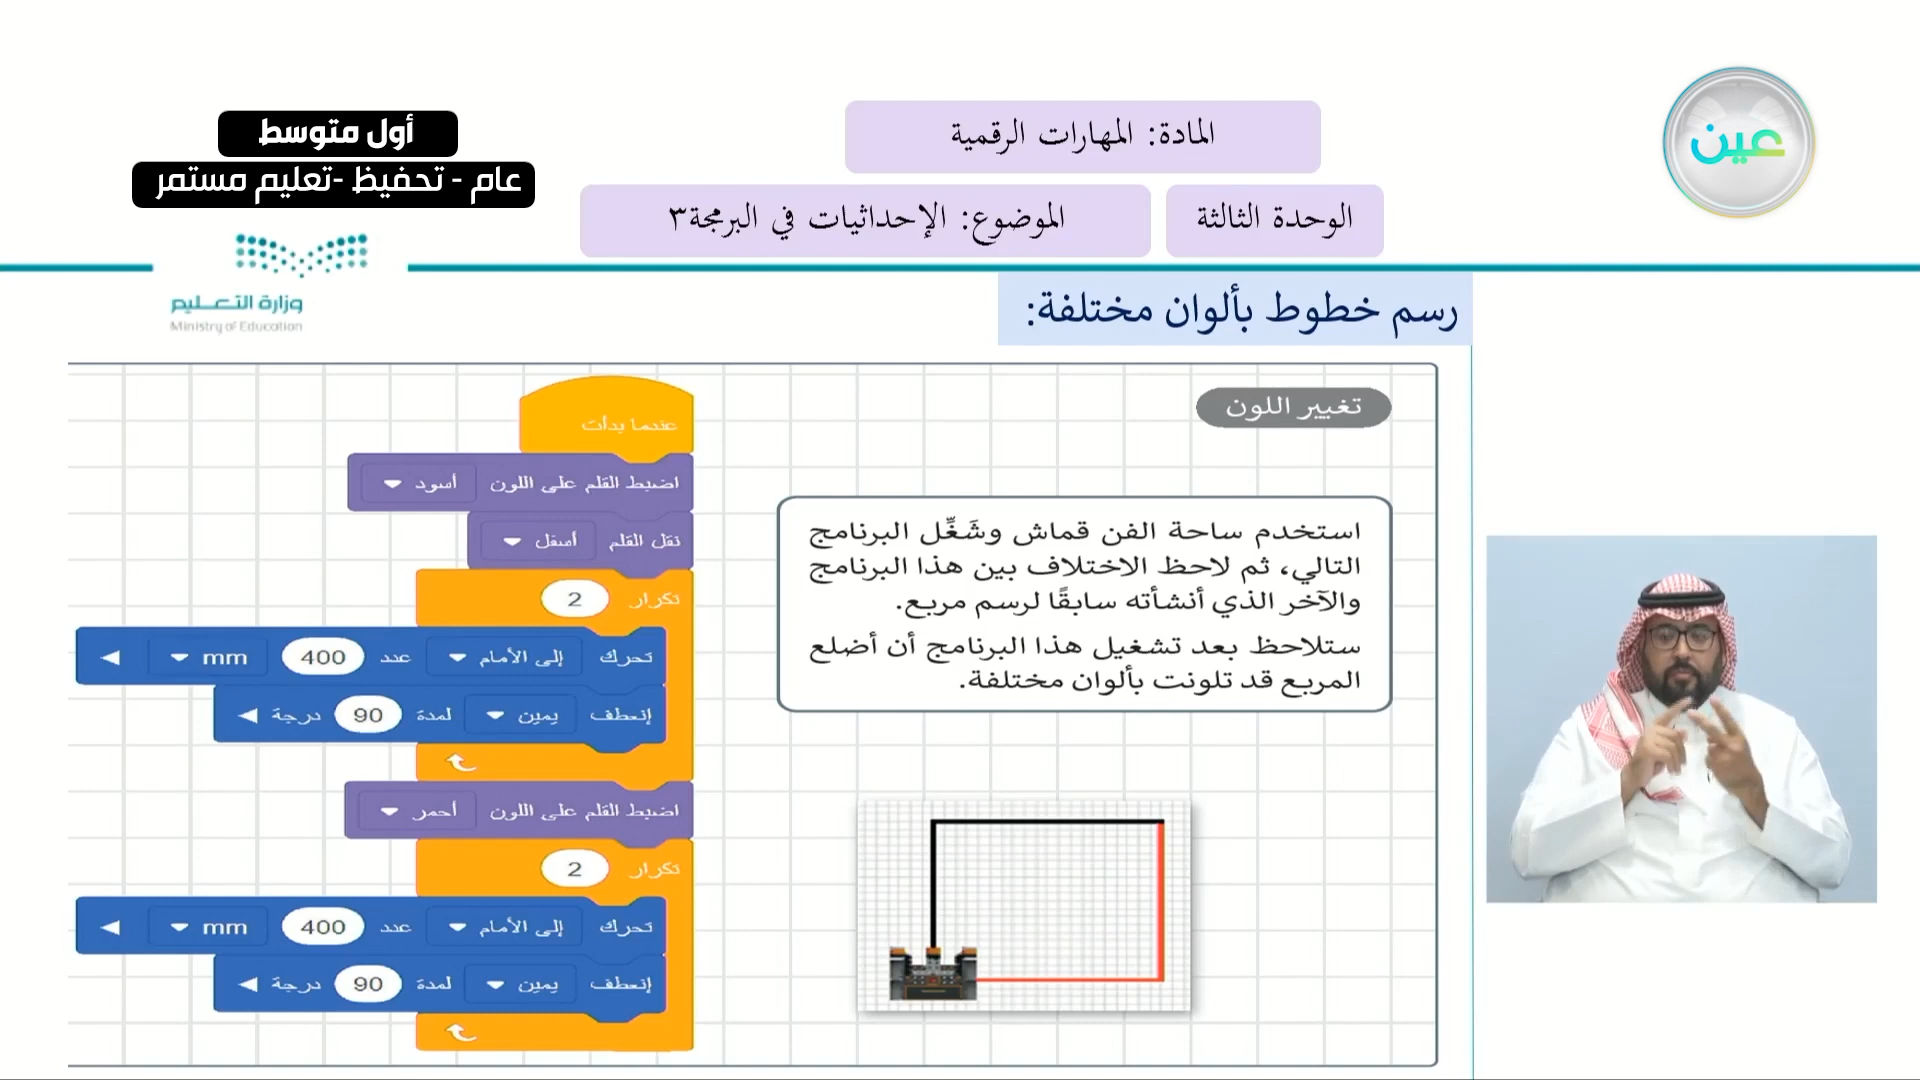 المادة: المهارات الرقمية
عين
أول متوسط
عام - تحفيظ -تعليم مستمر
الوحدة الثالثة
الموضوع: الإحداثيات في البرمجة٣
وزارة التعليم
Ministry of Education
رسم خطوط بألوان مختلفة:
تغيير اللون
استخدم ساحة الفن قماش وشَغِّل البرنامج
التالي، ثم لاحظ الاختلاف بين هذا البرنامج
والآخر الذي أنشأته سابقًا لرسم مربع.
ستلاحظ بعد تشغيل هذا البرنامج أن أضلع
المربع قد تلونت بألوان مختلفة.
عندما بدأت
اضبط القلم على اللون أسود
نقل القلم أسفل
تكرار 2
تحرك إلى الأمام عدد 400 mm
إنعطف يمين لمدة 90 درجة
اضبط القلم على اللون أحمر
تكرار 2
تحرك إلى الأمام عدد 400 mm
إنعطف يمين لمدة 90 درجة